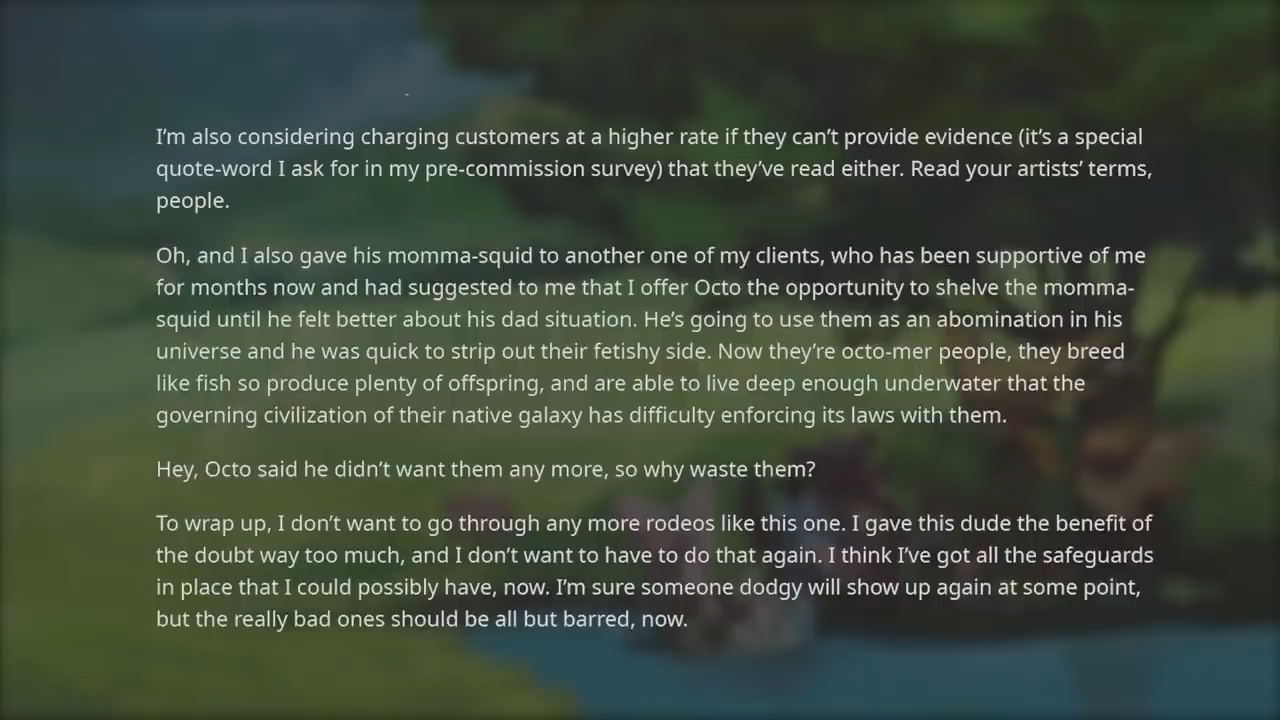 I’m also considering charging customers at a higher rate if they can’t provide evidence (it’s a special
quote-word I ask for in my pre-commission survey) that they’ve read either. Read your artists’ terms,
people.
Oh, and I also gave his momma-squid to another one of my clients, who has been supportive of me
for months now and had suggested to me that I offer Octo the opportunity to shelve the momma-
squid until he felt better about his dad situation. He’s going to use them as an abomination in his
universe and he was quick to strip out their fetishy side. Now they’re octo-mer people, they breed
like fish so produce plenty of offspring, and are able to live deep enough underwater that the
governing civilization of their native galaxy has difficulty enforcing its laws with them.
Hey, Octo said he didn’t want them any more, so why waste them?
To wrap up, I don’t want to go through any more rodeos like this one. I gave this dude the benefit of
the doubt way too much, and I don’t want to have to do that again. I think I’ve got all the safeguards
in place that I could possibly have, now. I’m sure someone dodgy will show up again at some point,
but the really bad ones should be all but barred, now.